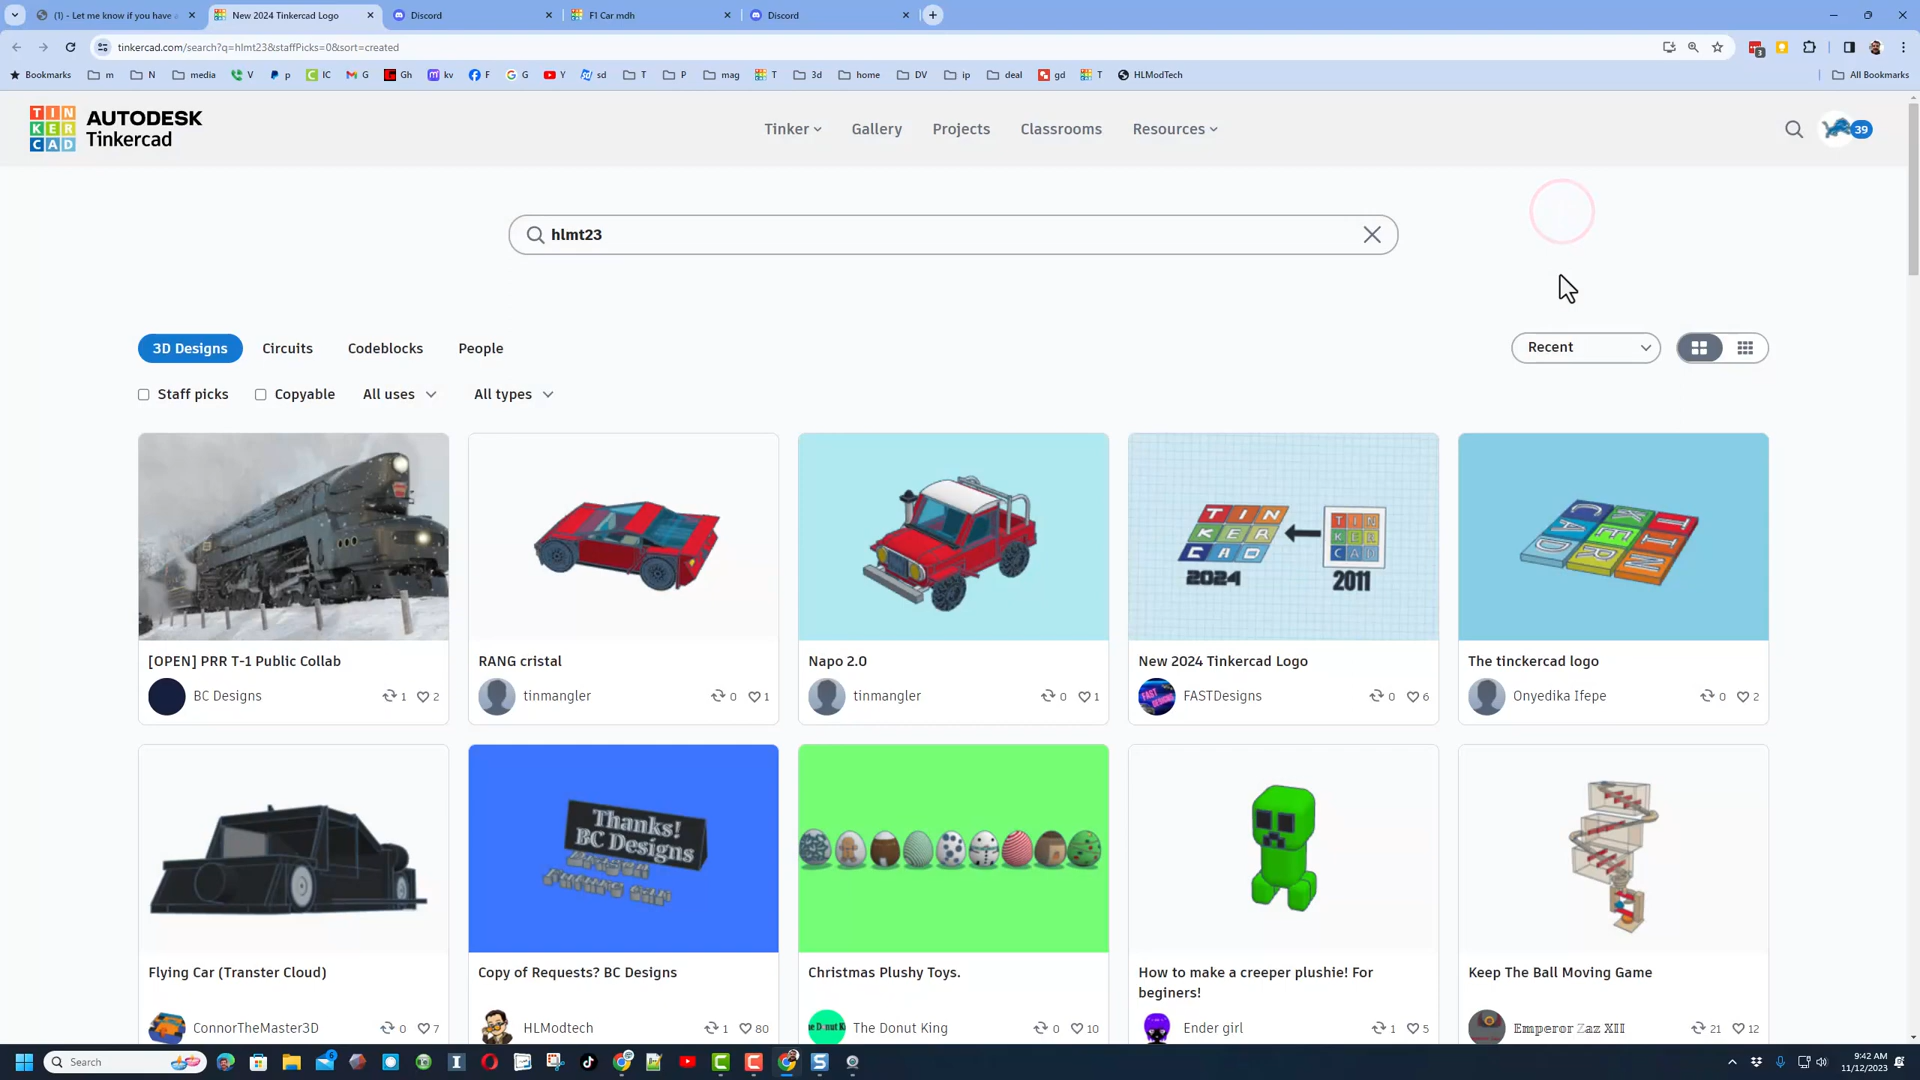 (1) - Let me know if you have a
New 2024 Tinkercad Logo
Discord
F1 Car mdh
Discord
tinkercad.com/search?q=hlmt23&staffPicks=0&sort=created
3
Bookmarks
m
N
media
V
p
IC
G
Gh
kv
F
G
Y
sd
T
P
mag
T
3d
home
DV
ip
deal
gd
T
HLModTech
All Bookmarks
TIN
KER
CAD
AUTODESK
Tinkercad
Tinker
Gallery
Projects
Classrooms
Resources
39
hlmt23
3D Designs
Circuits
Codeblocks
People
Recent
Staff picks
Copyable
All uses
All types
TIN
KER
CAD
2024
TIN
KER
CAD
2011
TIN
KER
CAD
[OPEN] PRR T-1 Public Collab
BC Designs
1
2
RANG cristal
tinmangler
0
1
Napo 2.0
tinmangler
0
1
New 2024 Tinkercad Logo
FAST
FASTDesigns
0
6
The tinckercad logo
Onyedika Ifepe
0
2
Thanks!
BC Designs
Flying Car (Transter Cloud)
ConnorTheMaster3D
0
7
Copy of Requests? BC Designs
HLModtech
1
80
Christmas Plushy Toys.
The Donut King
0
10
How to make a creeper plushie! For
beginers!
Ender girl
1
5
Keep The Ball Moving Game
Emperor Zaz XII
21
12
Search
9:42 AM
11/12/2023